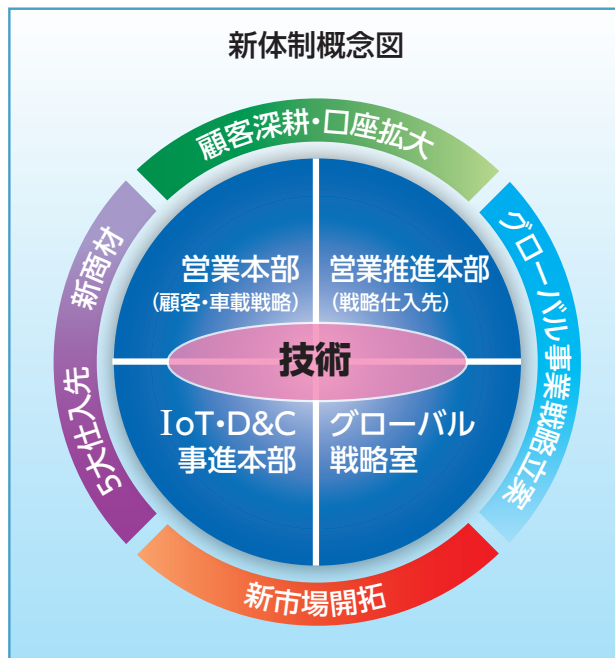 新体制概念図
顧客深耕・口座拡大
新商材
5大仕入先
グローバル事業戦略立案
営業本部
(顧客・車載戦略)
営業推進本部
(戦略仕入先)
技術
IoT・D&C
事進本部
グローバル
戦略室
新市場開拓